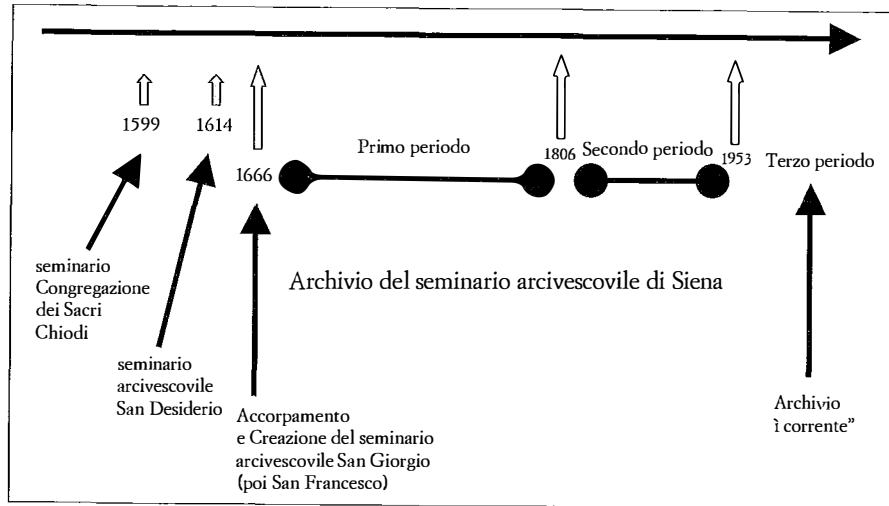 1599
1614
1666
Primo periodo
1806
Secondo periodo
1953
Terzo periodo
seminario
Congregazione
dei Sacri
Chiodi
Archivio del seminario arcivescovile di Siena
seminario
arcivescovile
San Desiderio
Accorpamento
e Creazione del seminario
arcivescovile San Giorgio
(poi San Francesco)
Archivio
ì corrente”